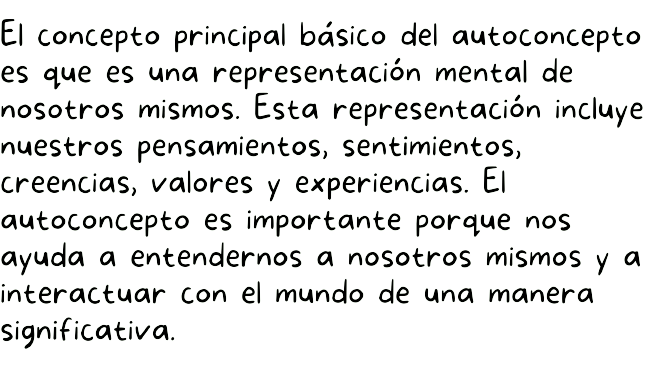 El concepto principal básico del autoconcepto
es que es una representación mental de
nosotros mismos. Esta representación incluye
nuestros pensamientos, sentimientos,
creencias, valores y experiencias. El
autoconcepto es importante porque nos
ayuda a entendernos a nosotros mismos y a
interactuar con el mundo de una manera
significativa.